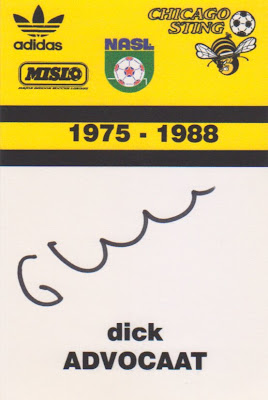 CHICAGO
STING
adidas
NASL
MISL
1975 - 1988
dick
ADVOCAAT